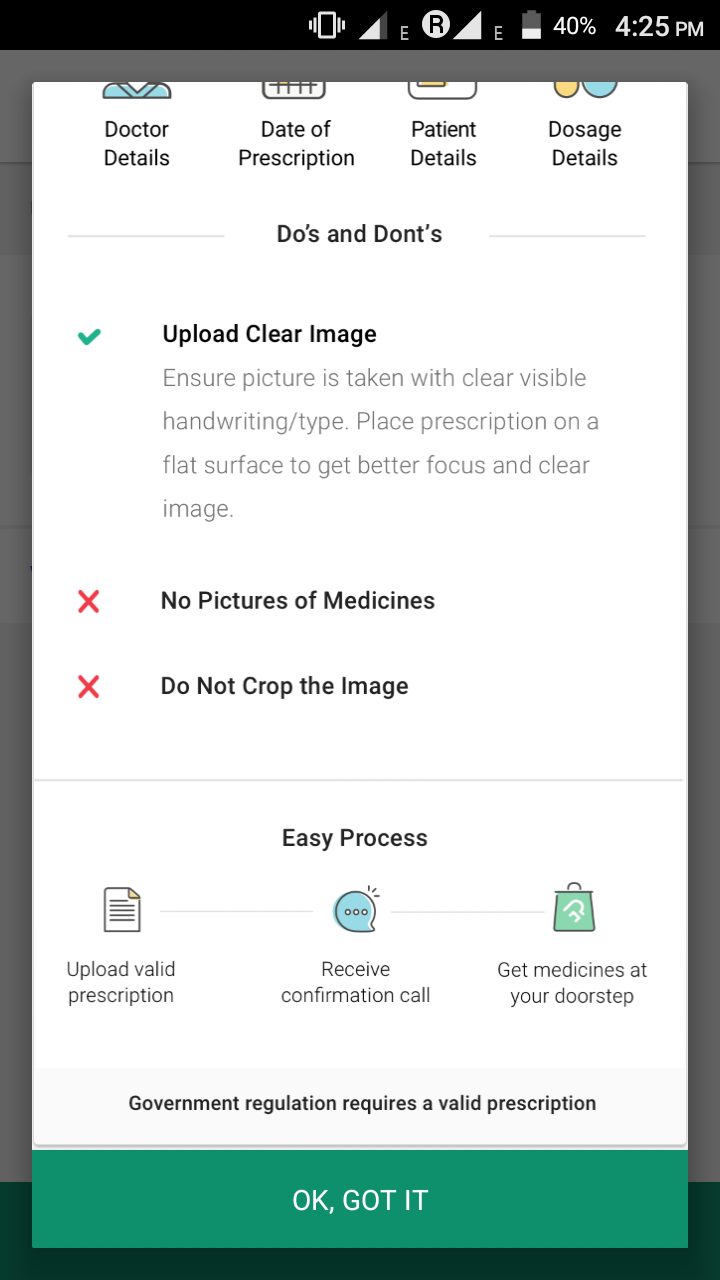 E R E 40% 4:25 PM
Doctor Details
Date of Prescription
Patient Details
Dosage Details
Do's and Dont's
Upload Clear Image
Ensure picture is taken with clear visible
handwriting/type. Place prescription on a
flat surface to get better focus and clear
image.
No Pictures of Medicines
Do Not Crop the Image
Easy Process
Upload valid
prescription
Receive
confirmation call
Get medicines at
your doorstep
Government regulation requires a valid prescription
OK, GOT IT